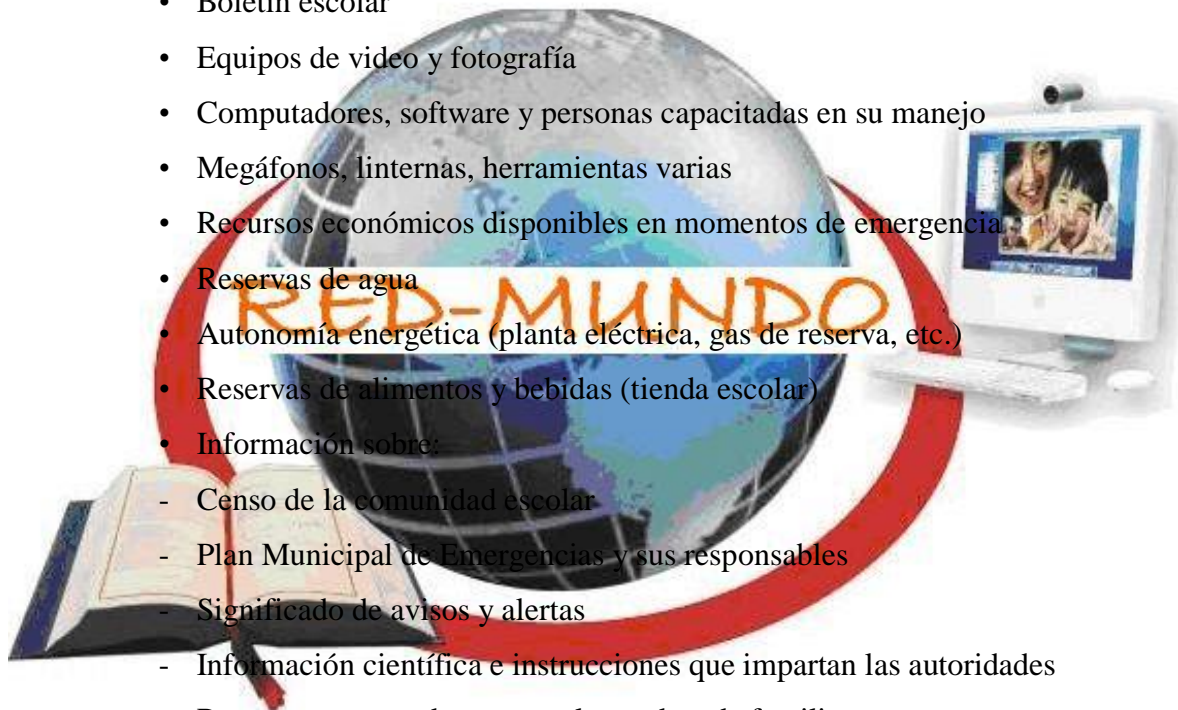 • Boletín escolar
• Equipos de video y fotografía
• Computadores, software y personas capacitadas en su manejo
• Megáfonos, linternas, herramientas varias
• Recursos económicos disponibles en momentos de emergencia
• Reservas de agua
RED-MUNDO
• Autonomía energética (planta eléctrica, gas de reserva, etc.)
• Reservas de alimentos y bebidas (tienda escolar)
• Información sobre:
- Censo de la comunidad escolar
- Plan Municipal de Emergencias y sus responsables
- Significado de avisos y alertas
- Información científica e instrucciones que impartan las autoridades